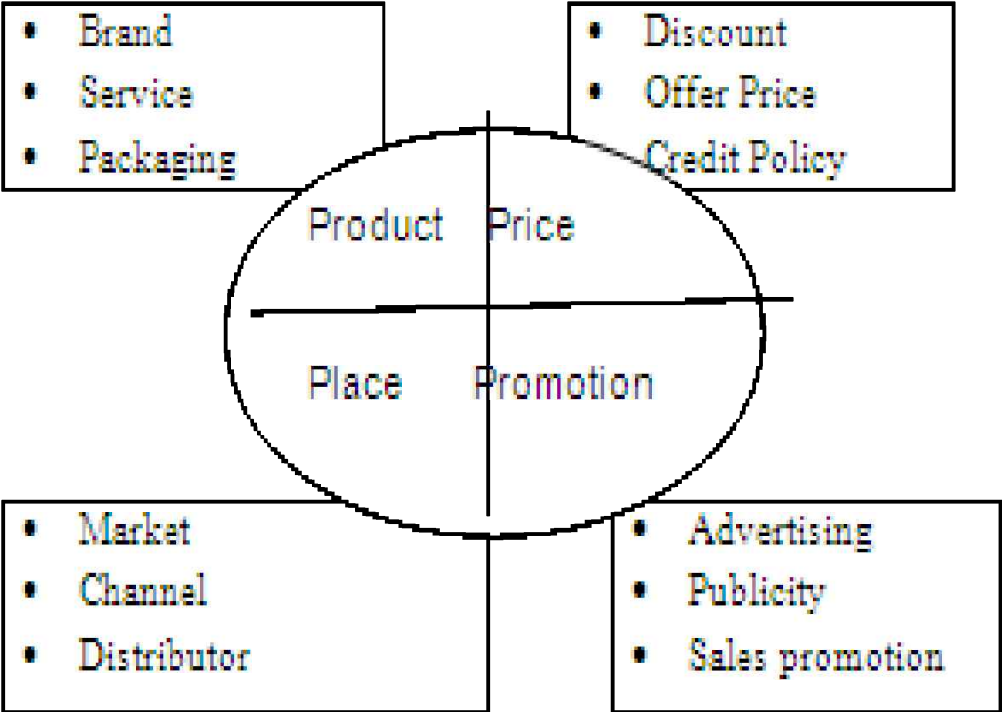 • Brand
• Service
• Packaging
• Discount
• Offer Price
Credit Policy
Product Price
Place Promotion
• Market
• Channel
• Distributor
• Advertising
• Publicity
• Sales promotion